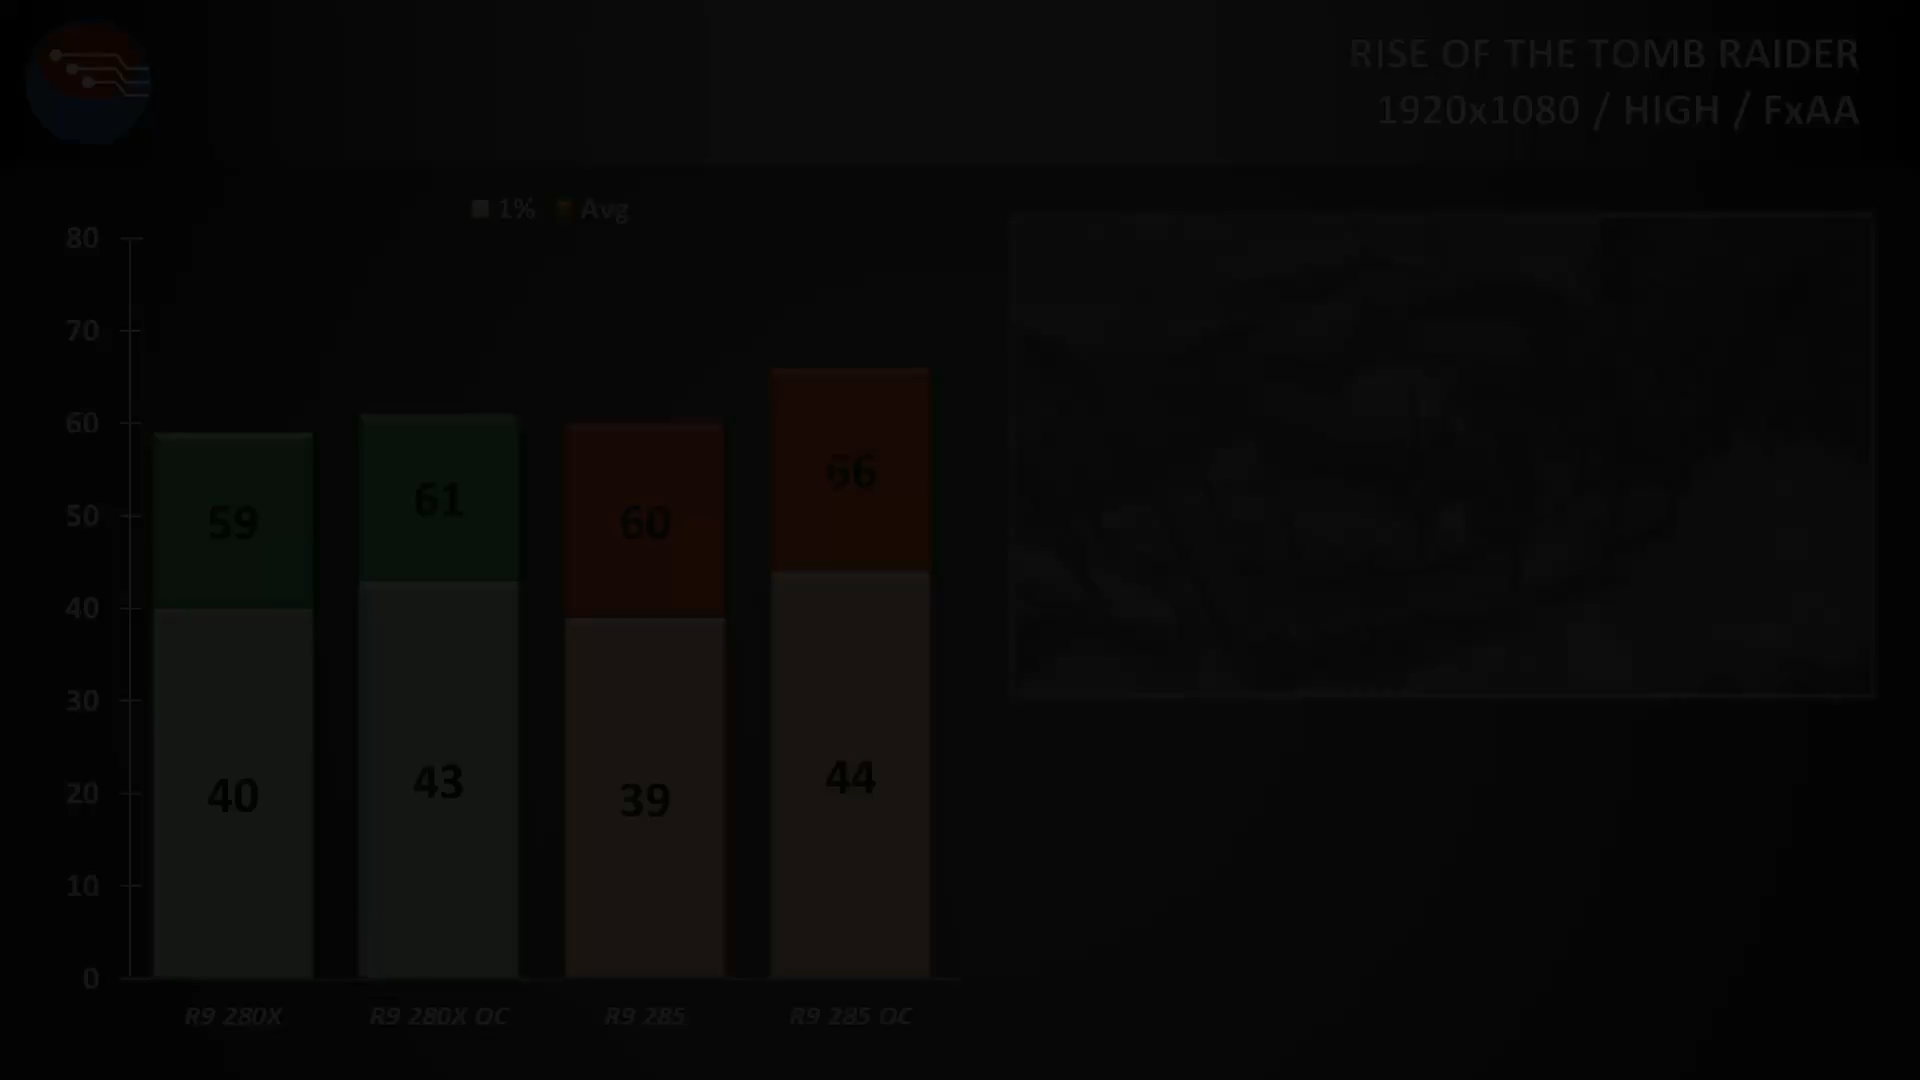 RISE OF THE TOMB RAIDER
1920x1080 / HIGH / FxAA
1% Avg
80
70
60
50
40
30
20
10
0
59
61
60
66
40
43
39
44
R9 280X
R9 280X OC
R9 285
R9 285 OC